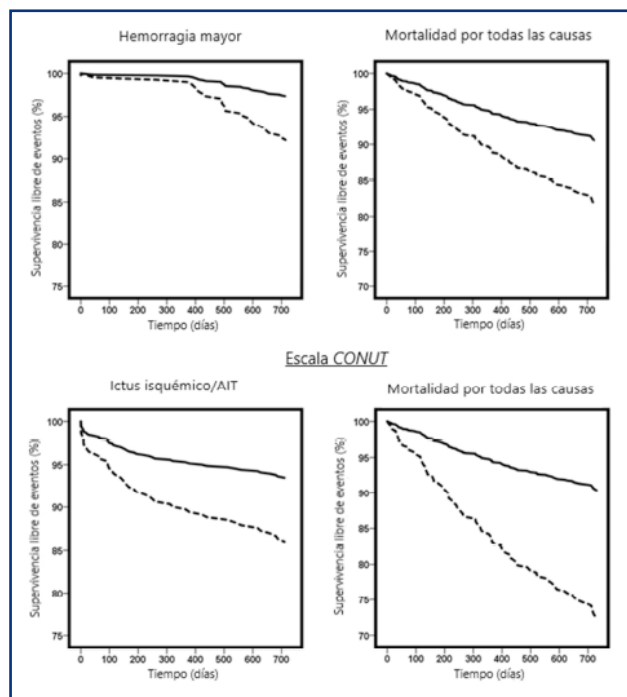 Hemorragia mayor
Supervivencia libre de eventos (%)
100
95
90
85
80
75
0 100 200 300 400 500 600 700
Tiempo (días)
Mortalidad por todas las causas
Supervivencia libre de eventos (%)
100
95
90
85
80
75
0 100 200 300 400 500 600 700
Tiempo (días)
Escala CONUT
Ictus isquémico/AIT
Supervivencia libre de eventos (%)
100
95
90
85
80
75
0 100 200 300 400 500 600 700
Tiempo (días)
Mortalidad por todas las causas
Supervivencia libre de eventos (%)
100
95
90
85
80
75
70
0 100 200 300 400 500 600 700
Tiempo (días)